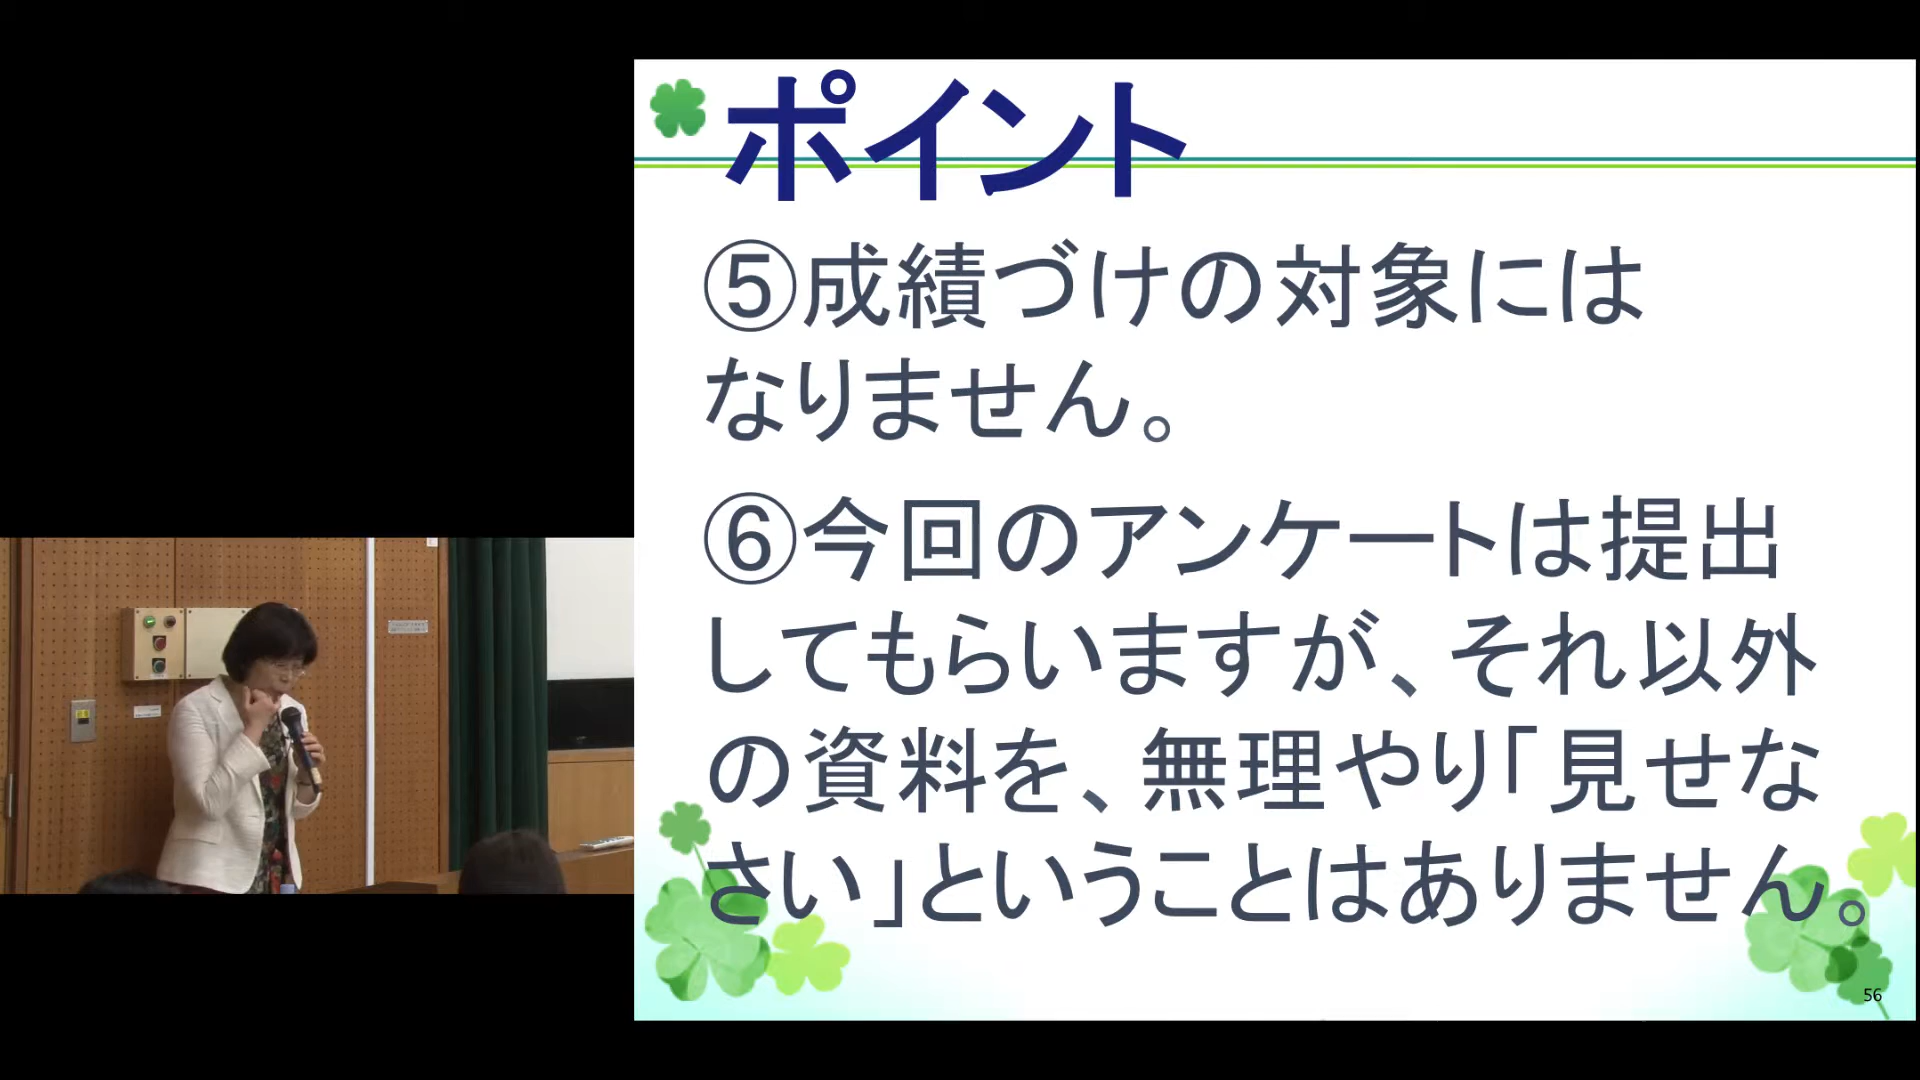 ポイント
⑤成績づけの対象には
なりません。
⑥今回のアンケートは提出
してもらいますが、それ以外
の資料を、無理やり「見せな
さい」ということはありません。
56